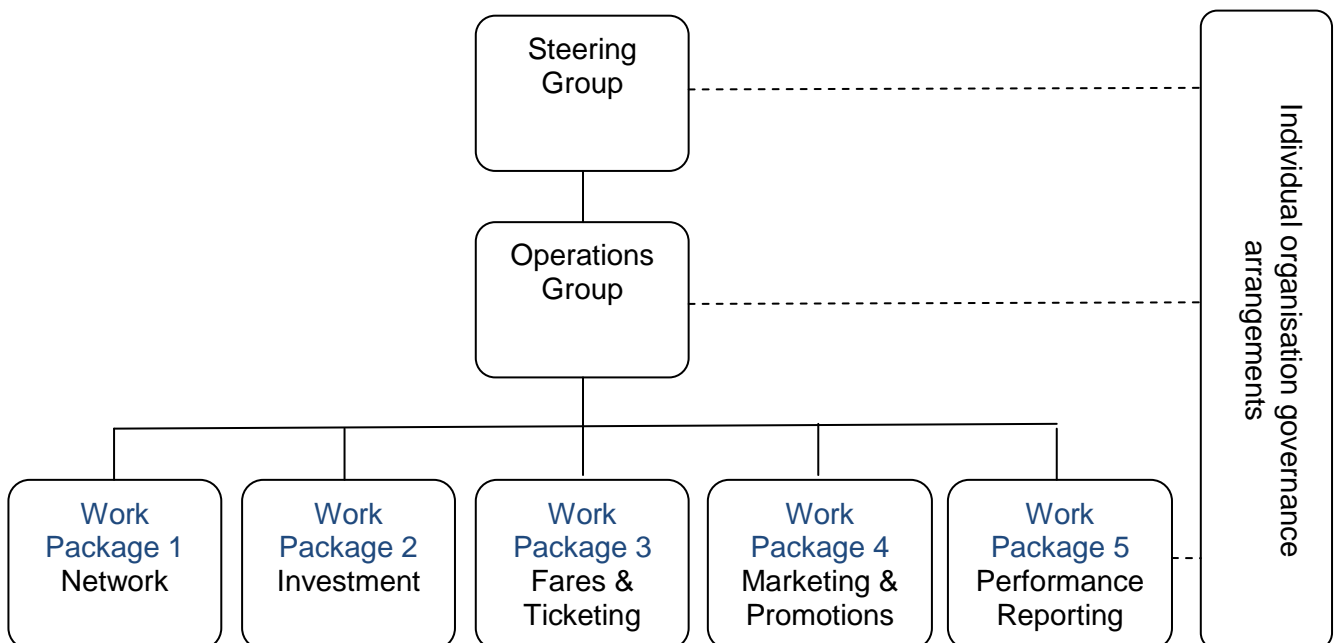 Steering
Group
Operations
Group
Work
Package 1
Network
Work
Package 2
Investment
Work
Package 3
Fares &
Ticketing
Work
Package 4
Marketing &
Promotions
Work
Package 5
Performance
Reporting
Individual organisation governance
arrangements